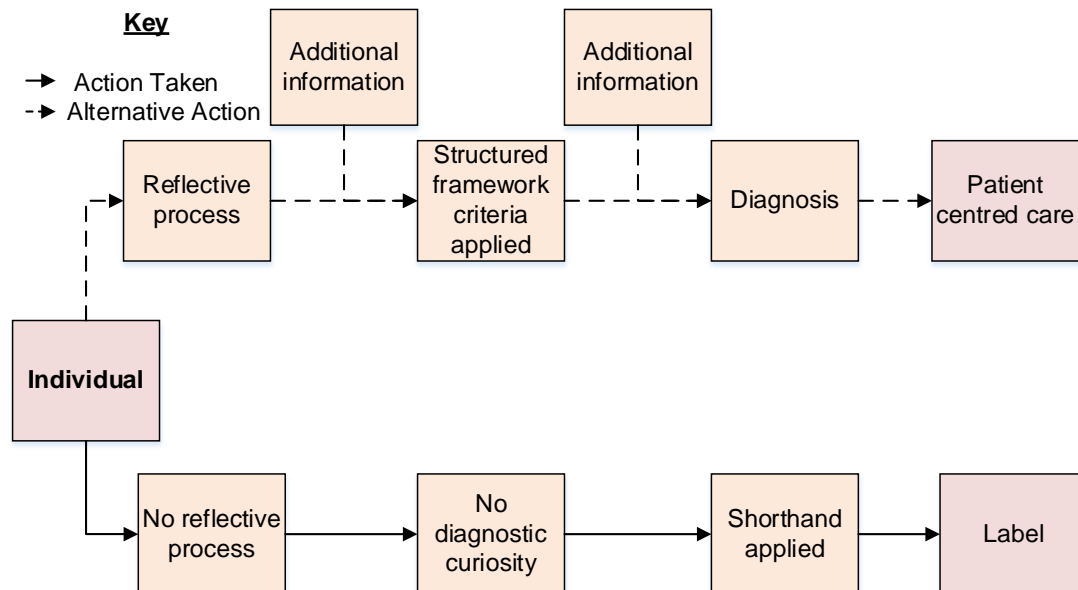 Key
Action Taken
Alternative Action
Additional
information
Additional
information
Reflective
process
Structured
framework
criteria
applied
Diagnosis
Patient
centred care
Individual
No reflective
process
No
diagnostic
curiosity
Shorthand
applied
Label